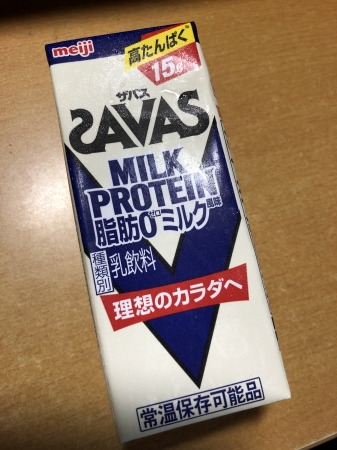 meiji
高たんぱく
15g
ザバス
SAVAS
MILK
PROTEIN
脂肪0ゼロミルク風味
種類別 乳飲料
理想のカラダへ
常温保存可能品